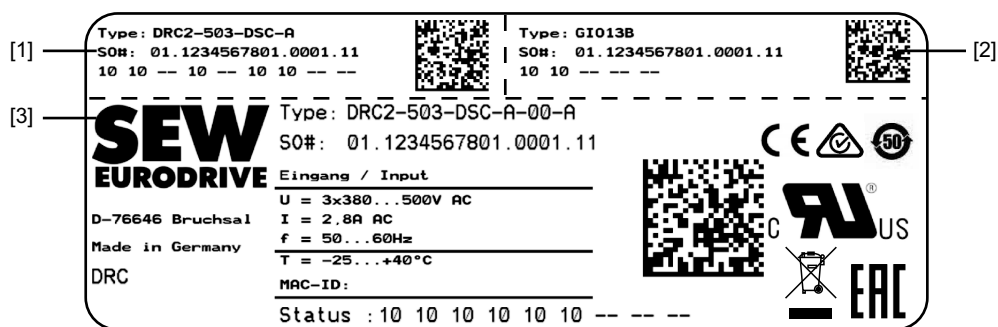 Type: DRC2-503-DSC-A
[1] SO#: 01.1234567801.0001.11
10 10 -- 10 -- 10 10 -- --
Type: GIO13B
SO#: 01.1234567801.0001.11 [2]
10 10 -- -- --
[3] SEW
EURODRIVE
D-76646 Bruchsal
Made in Germany
DRC
Type: DRC2-503-DSC-A-00-A
SO#: 01.1234567801.0001.11
Eingang / Input
U = 3x380...500V AC
I = 2,8A AC
f = 50...60Hz
T = -25...+40°C
MAC-ID:
Status :10 10 10 10 10 10 -- -- --
CE 50
C RU® US
EAC